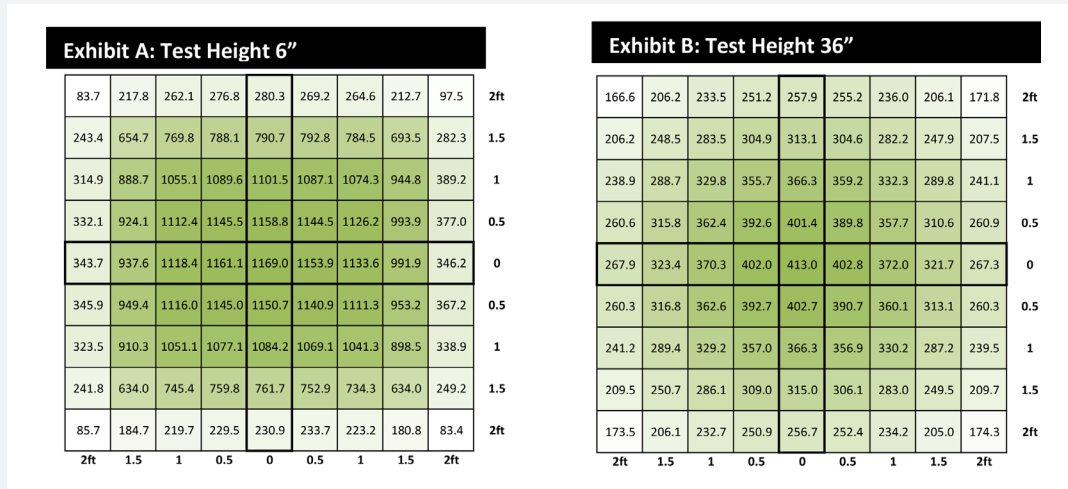 Exhibit A: Test Height 6”
83.7 217.8 262.1 276.8 280.3 269.2 264.6 212.7 97.5 2ft
243.4 654.7 769.8 788.1 790.7 792.8 784.5 693.5 282.3 1.5
314.9 888.7 1055.1 1089.6 1101.5 1087.1 1074.3 944.8 389.2 1
332.1 924.1 1112.4 1145.5 1158.8 1144.5 1126.2 993.9 377.0 0.5
343.7 937.6 1118.4 1161.1 1169.0 1153.9 1133.6 991.9 346.2 0
345.9 949.4 1116.0 1145.0 1150.7 1140.9 1111.3 953.2 367.2 0.5
323.5 910.3 1051.1 1077.1 1084.2 1069.1 1041.3 898.5 338.9 1
241.8 634.0 745.4 759.8 761.7 752.9 734.3 634.0 249.2 1.5
85.7 184.7 219.7 229.5 230.9 233.7 223.2 180.8 83.4 2ft
2ft 1.5 1 0.5 0 0.5 1 1.5 2ft
Exhibit B: Test Height 36”
166.6 206.2 233.5 251.2 257.9 255.2 236.0 206.1 171.8 2ft
206.2 248.5 283.5 304.9 313.1 304.6 282.2 247.9 207.5 1.5
238.9 288.7 329.8 355.7 366.3 359.2 332.3 289.8 241.1 1
260.6 315.8 362.4 392.6 401.4 389.8 357.7 310.6 260.9 0.5
267.9 323.4 370.3 402.0 413.0 402.8 372.0 321.7 267.3 0
260.3 316.8 362.6 392.7 402.7 390.7 360.1 313.1 260.3 0.5
241.2 289.4 329.2 357.0 366.3 356.9 330.2 287.2 239.5 1
209.5 250.7 286.1 309.0 315.0 306.1 283.0 249.5 209.7 1.5
173.5 206.1 232.7 250.9 256.7 252.4 234.2 205.0 174.3 2ft
2ft 1.5 1 0.5 0 0.5 1 1.5 2ft